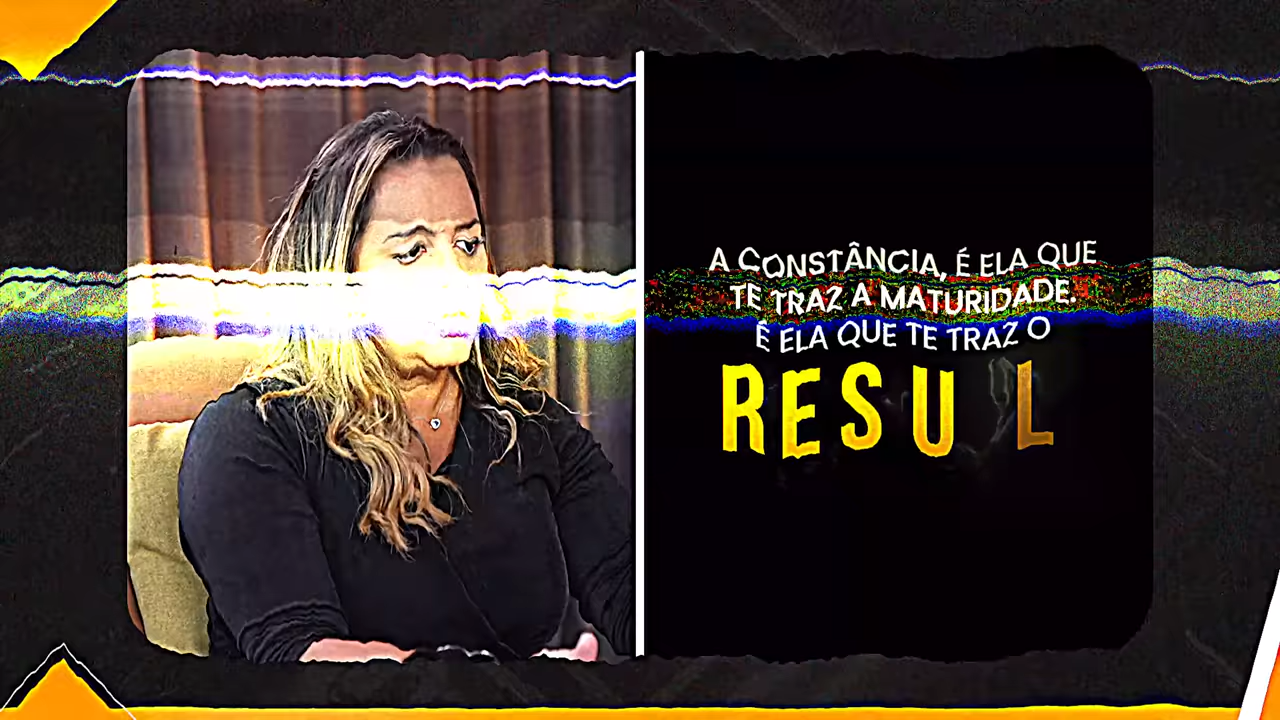 A CONSTÂNCIA, É ELA QUE
TE TRAZ A MATURIDADE.
É ELA QUE TE TRAZ O
RESU L